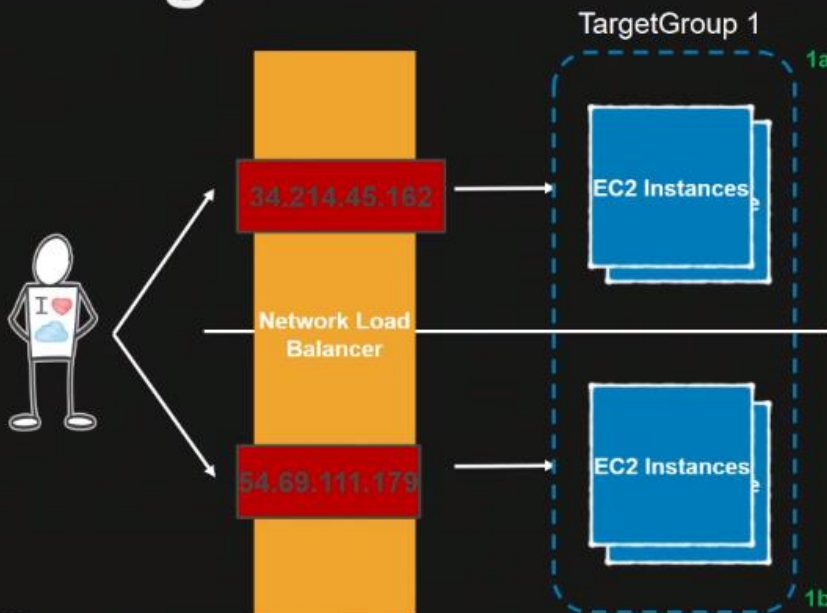 TargetGroup 1
1a
34.214.45.162
EC2 Instances
I
Network Load
Balancer
54.69.111.179
EC2 Instances
1b